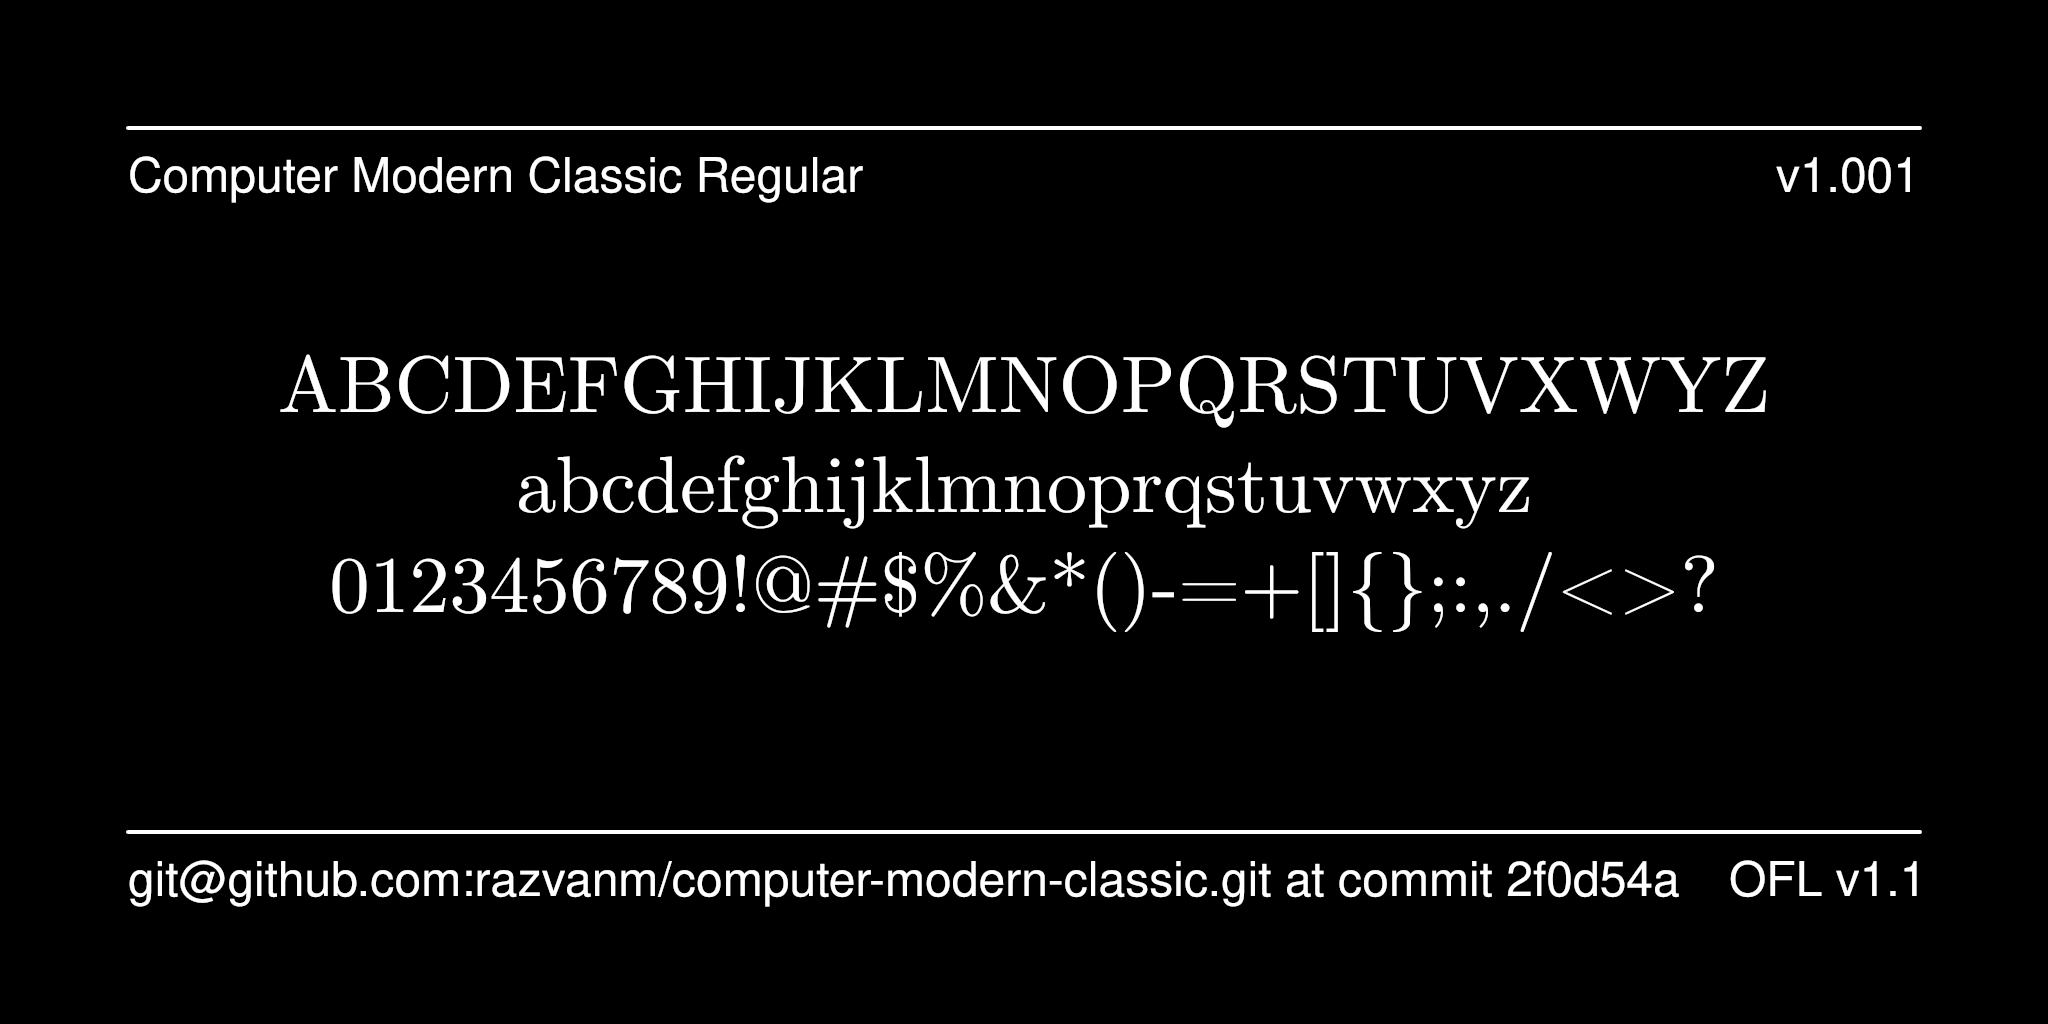 Computer Modern Classic Regular v1.001
ABCDEFGHIJKLMNOPQRSTUVXWYZ
abcdefghijklmnoprqstuvwxyz
0123456789!@#$%&*()-=+[]{};:,./<>?
git@github.com:razvanm/computer-modern-classic.git at commit 2f0d54a OFL v1.1